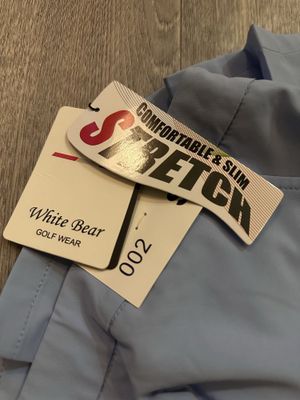 COMFORTABLE & SLIM
STRETCH
White Bear
GOLF WEAR
002